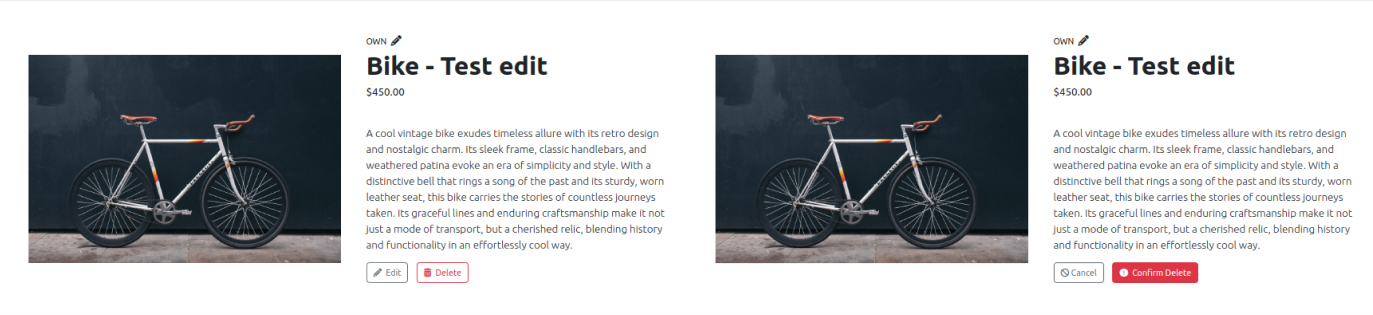 OWN
Bike - Test edit
$450.00
A cool vintage bike exudes timeless allure with its retro design
and nostalgic charm. Its sleek frame, classic handlebars, and
weathered patina evoke an era of simplicity and style. With a
distinctive bell that rings a song of the past and its sturdy, worn
leather seat, this bike carries the stories of countless journeys
taken. Its graceful lines and enduring craftsmanship make it not
just a mode of transport, but a cherished relic, blending history
and functionality in an effortlessly cool way.
Edit Delete
OWN
Bike - Test edit
$450.00
A cool vintage bike exudes timeless allure with its retro design
and nostalgic charm. Its sleek frame, classic handlebars, and
weathered patina evoke an era of simplicity and style. With a
distinctive bell that rings a song of the past and its sturdy, worn
leather seat, this bike carries the stories of countless journeys
taken. Its graceful lines and enduring craftsmanship make it not
just a mode of transport, but a cherished relic, blending history
and functionality in an effortlessly cool way.
Cancel Confirm Delete